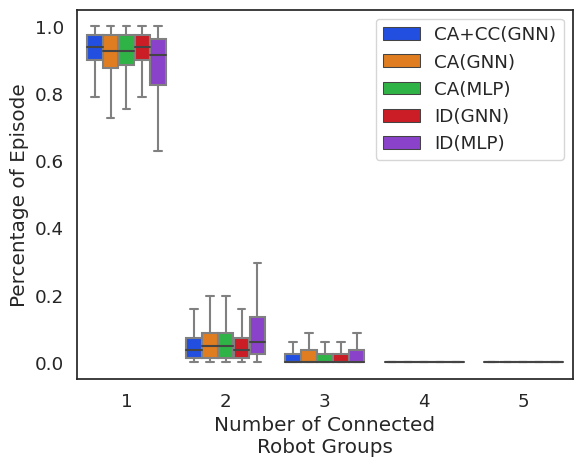 1.0
0.8
0.6
0.4
0.2
0.0
Percentage of Episode
CA+CC(GNN)
CA(GNN)
CA(MLP)
ID(GNN)
ID(MLP)
1 2 3 4 5
Number of Connected
Robot Groups